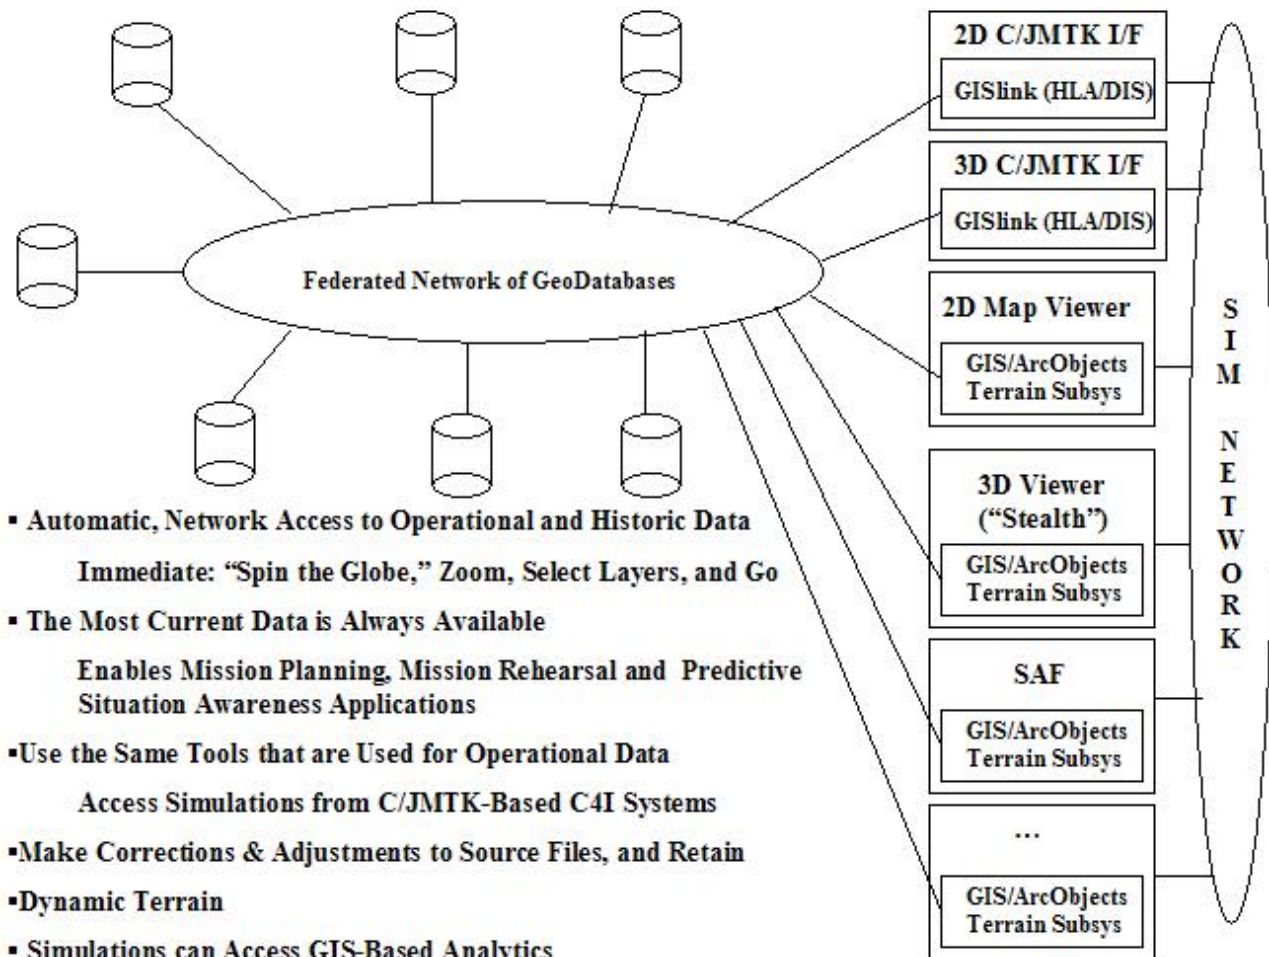 2D C/JMTK I/F
GISlink (HLA/DIS)
3D C/JMTK I/F
GISlink (HLA/DIS)
Federated Network of GeoDatabases
2D Map Viewer
GIS/ArcObjects
Terrain Subsys
3D Viewer
(“Stealth”)
GIS/ArcObjects
Terrain Subsys
SAF
GIS/ArcObjects
Terrain Subsys
...
GIS/ArcObjects
Terrain Subsys
SIM NETWORK
▪ Automatic, Network Access to Operational and Historic Data
Immediate: “Spin the Globe,” Zoom, Select Layers, and Go
▪ The Most Current Data is Always Available
Enables Mission Planning, Mission Rehearsal and Predictive
Situation Awareness Applications
▪Use the Same Tools that are Used for Operational Data
Access Simulations from C/JMTK-Based C4I Systems
▪Make Corrections & Adjustments to Source Files, and Retain
▪Dynamic Terrain
▪ Simulations can Access GIS-Based Analytics